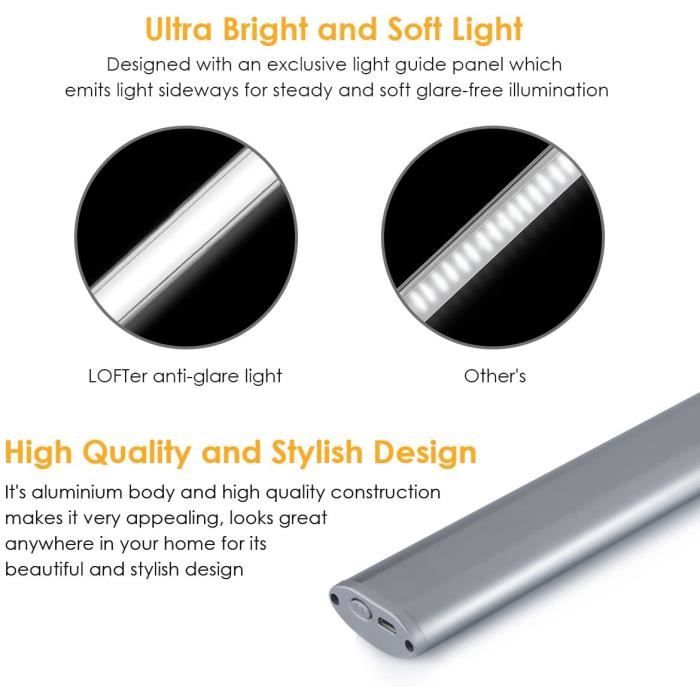 Ultra Bright and Soft Light
Designed with an exclusive light guide panel which
emits light sideways for steady and soft glare-free illumination
LOFTer anti-glare light
Other's
High Quality and Stylish Design
It's aluminium body and high quality construction
makes it very appealing, looks great
anywhere in your home for its
beautiful and stylish design